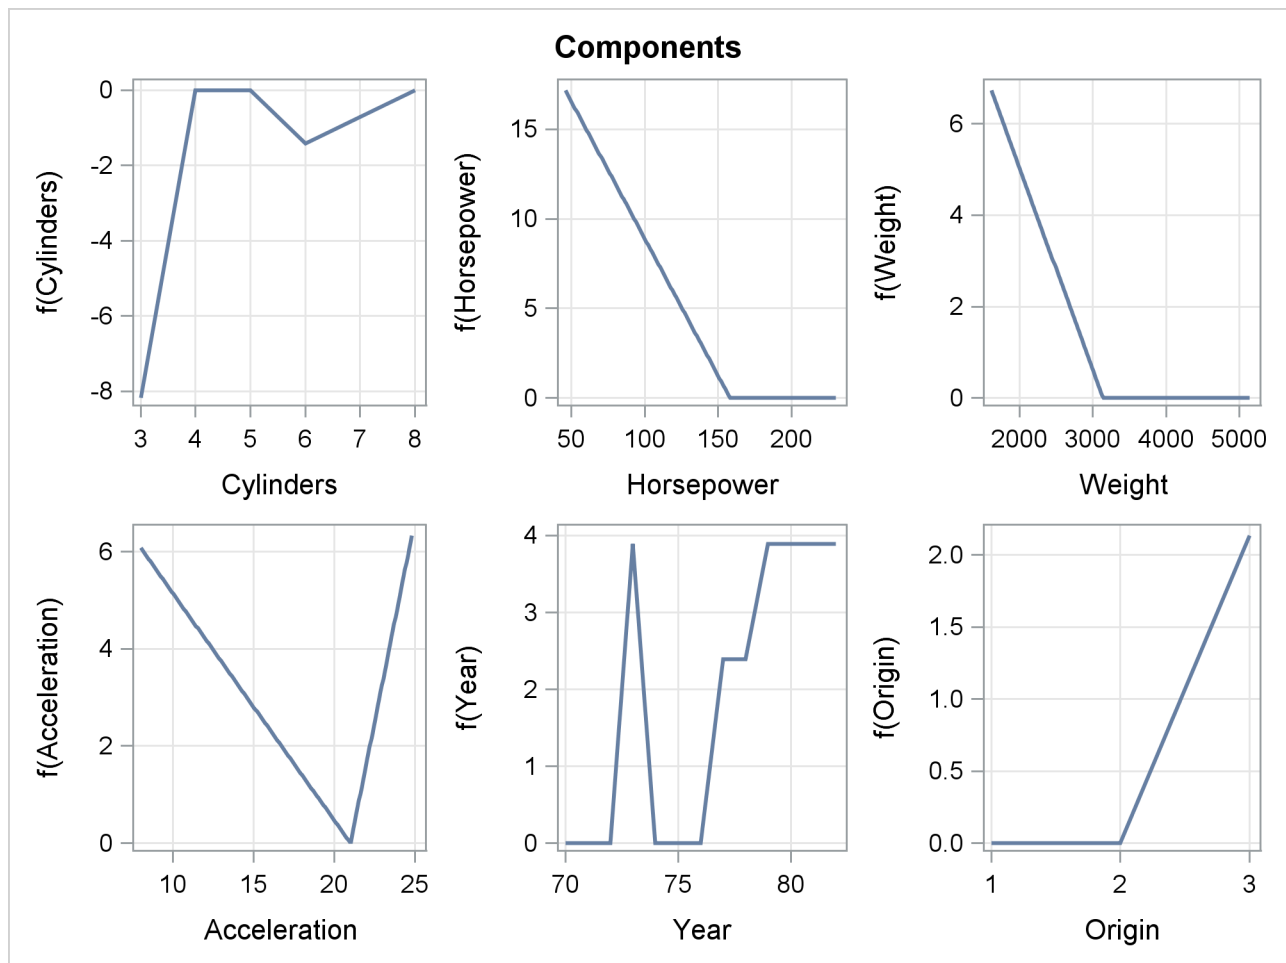 Components
f(Cylinders)
0
-2
-4
-6
-8
3 4 5 6 7 8
Cylinders
f(Horsepower)
15
10
5
0
50 100 150 200
Horsepower
f(Weight)
6
4
2
0
2000 3000 4000 5000
Weight
f(Acceleration)
6
4
2
0
10 15 20 25
Acceleration
f(Year)
4
3
2
1
0
70 75 80
Year
f(Origin)
2.0
1.5
1.0
0.5
0.0
1 2 3
Origin